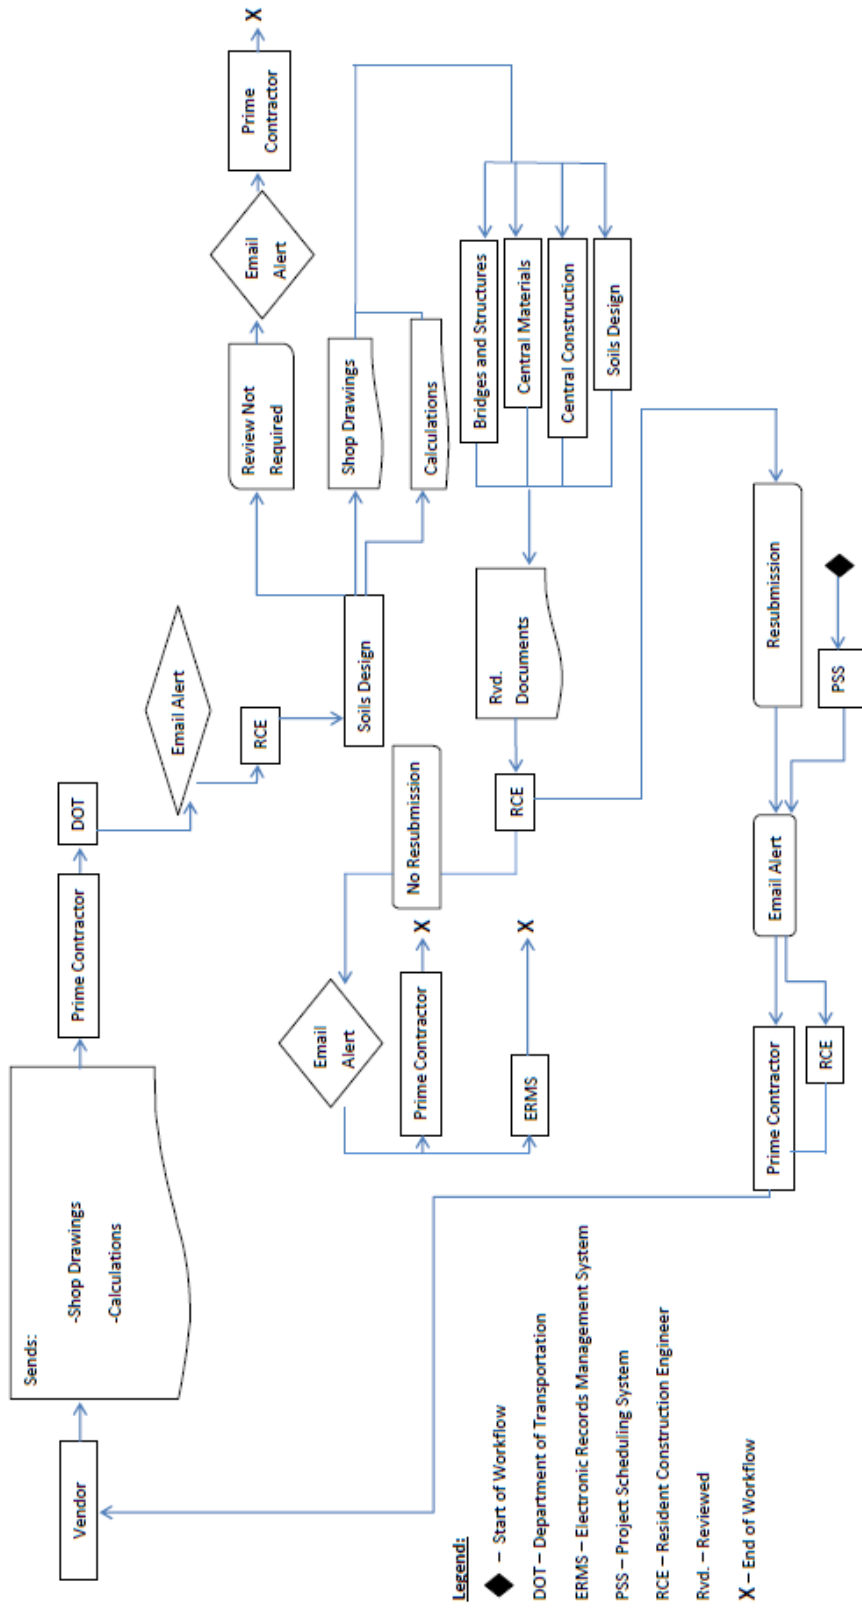 Vendor
Sends:
-Shop Drawings
-Calculations
Prime Contractor
DOT
Email Alert
RCE
Soils Design
Review Not
Required
Email
Alert
Prime
Contractor
X
Shop Drawings
Calculations
Bridges and Structures
Central Materials
Central Construction
Soils Design
Rvd.
Documents
RCE
No Resubmission
Email
Alert
Prime Contractor
X
ERMS
X
Resubmission
PSS
Email Alert
Prime Contractor
RCE
Legend:
– Start of Workflow
DOT – Department of Transportation
ERMS – Electronic Records Management System
PSS – Project Scheduling System
RCE – Resident Construction Engineer
Rvd. – Reviewed
X – End of Workflow